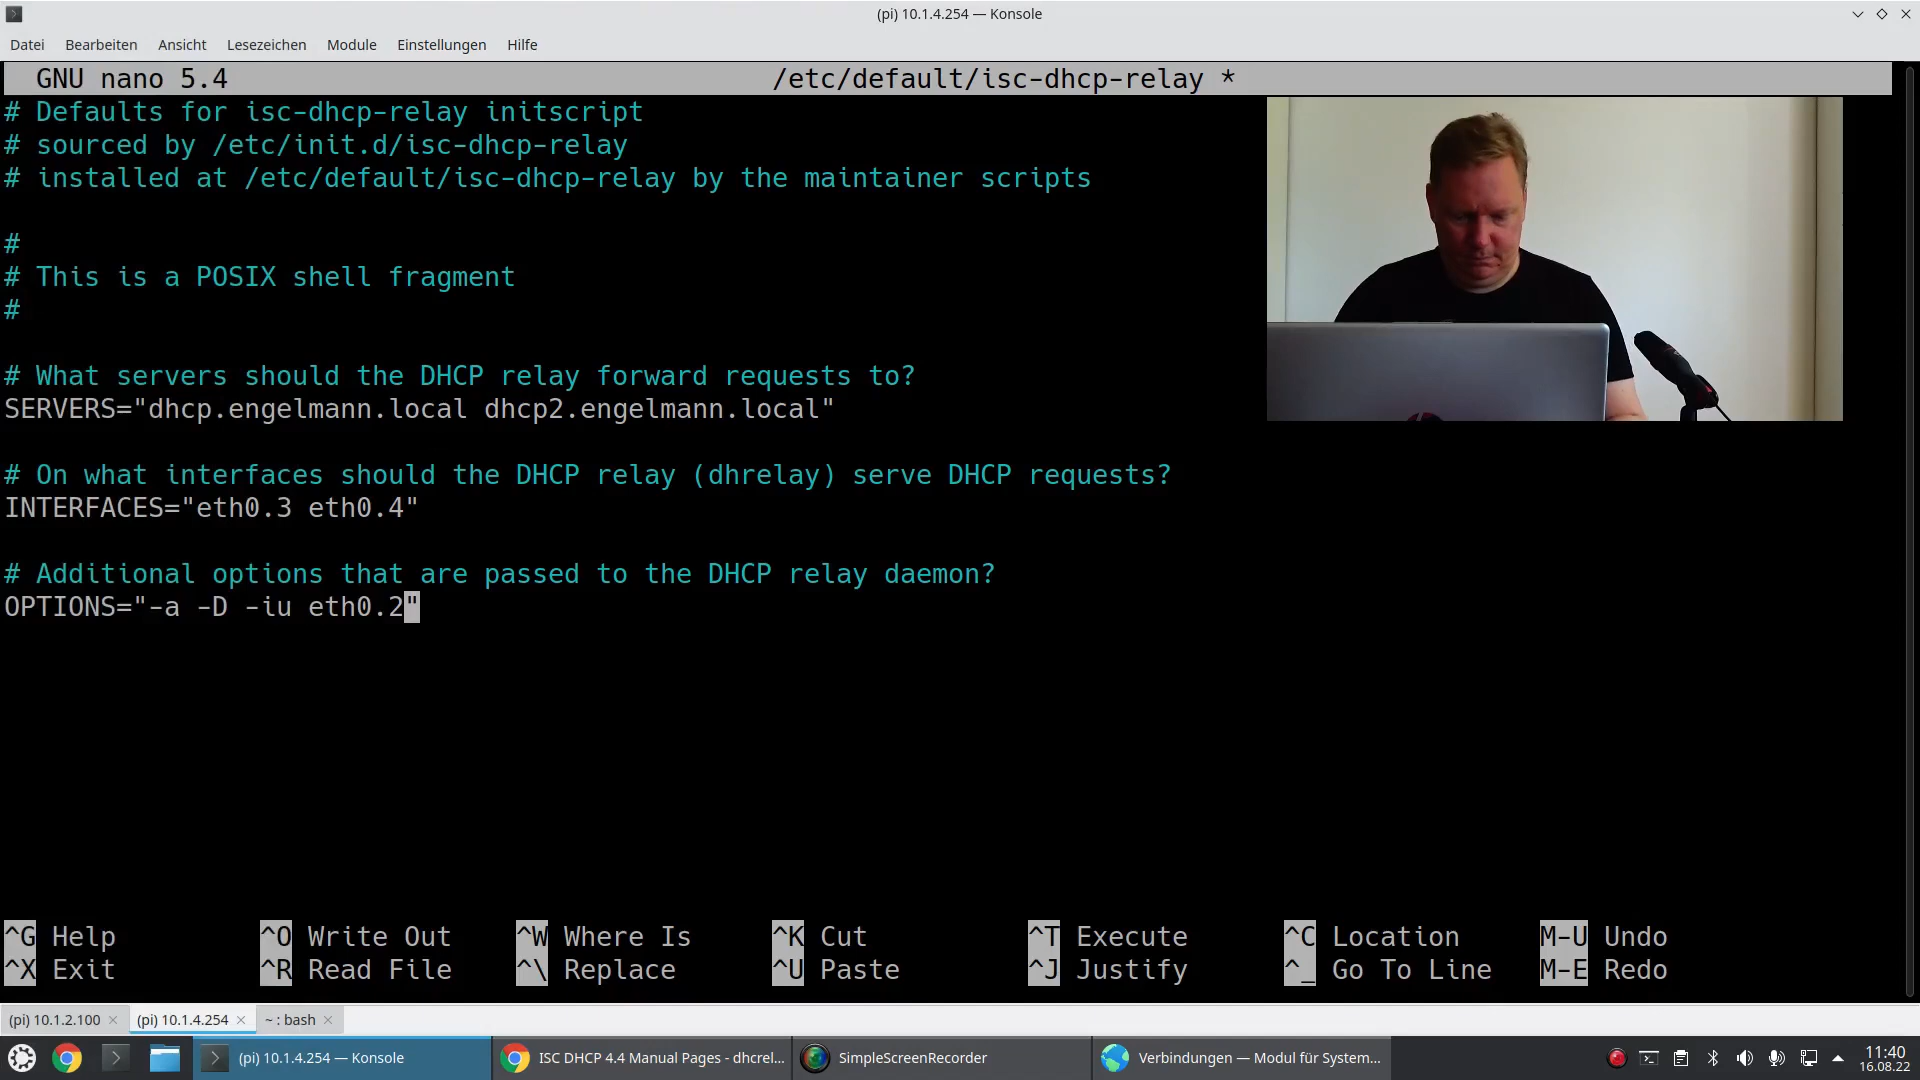 (pi) 10.1.4.254 — Konsole
Datei Bearbeiten Ansicht Lesezeichen Module Einstellungen Hilfe
GNU nano 5.4 /etc/default/isc-dhcp-relay *
# Defaults for isc-dhcp-relay initscript
# sourced by /etc/init.d/isc-dhcp-relay
# installed at /etc/default/isc-dhcp-relay by the maintainer scripts
#
# This is a POSIX shell fragment
#
# What servers should the DHCP relay forward requests to?
SERVERS="dhcp.engelmann.local dhcp2.engelmann.local"
# On what interfaces should the DHCP relay (dhrelay) serve DHCP requests?
INTERFACES="eth0.3 eth0.4"
# Additional options that are passed to the DHCP relay daemon?
OPTIONS="-a -D -iu eth0.2"
^G Help ^O Write Out ^W Where Is ^K Cut ^T Execute ^C Location M-U Undo
^X Exit ^R Read File ^\ Replace ^U Paste ^J Justify ^_ Go To Line M-E Redo
(pi) 10.1.2.100 (pi) 10.1.4.254 ~ : bash
(pi) 10.1.4.254 — Konsole ISC DHCP 4.4 Manual Pages - dhcrel... SimpleScreenRecorder Verbindungen — Modul für System... 11:40
16.08.22